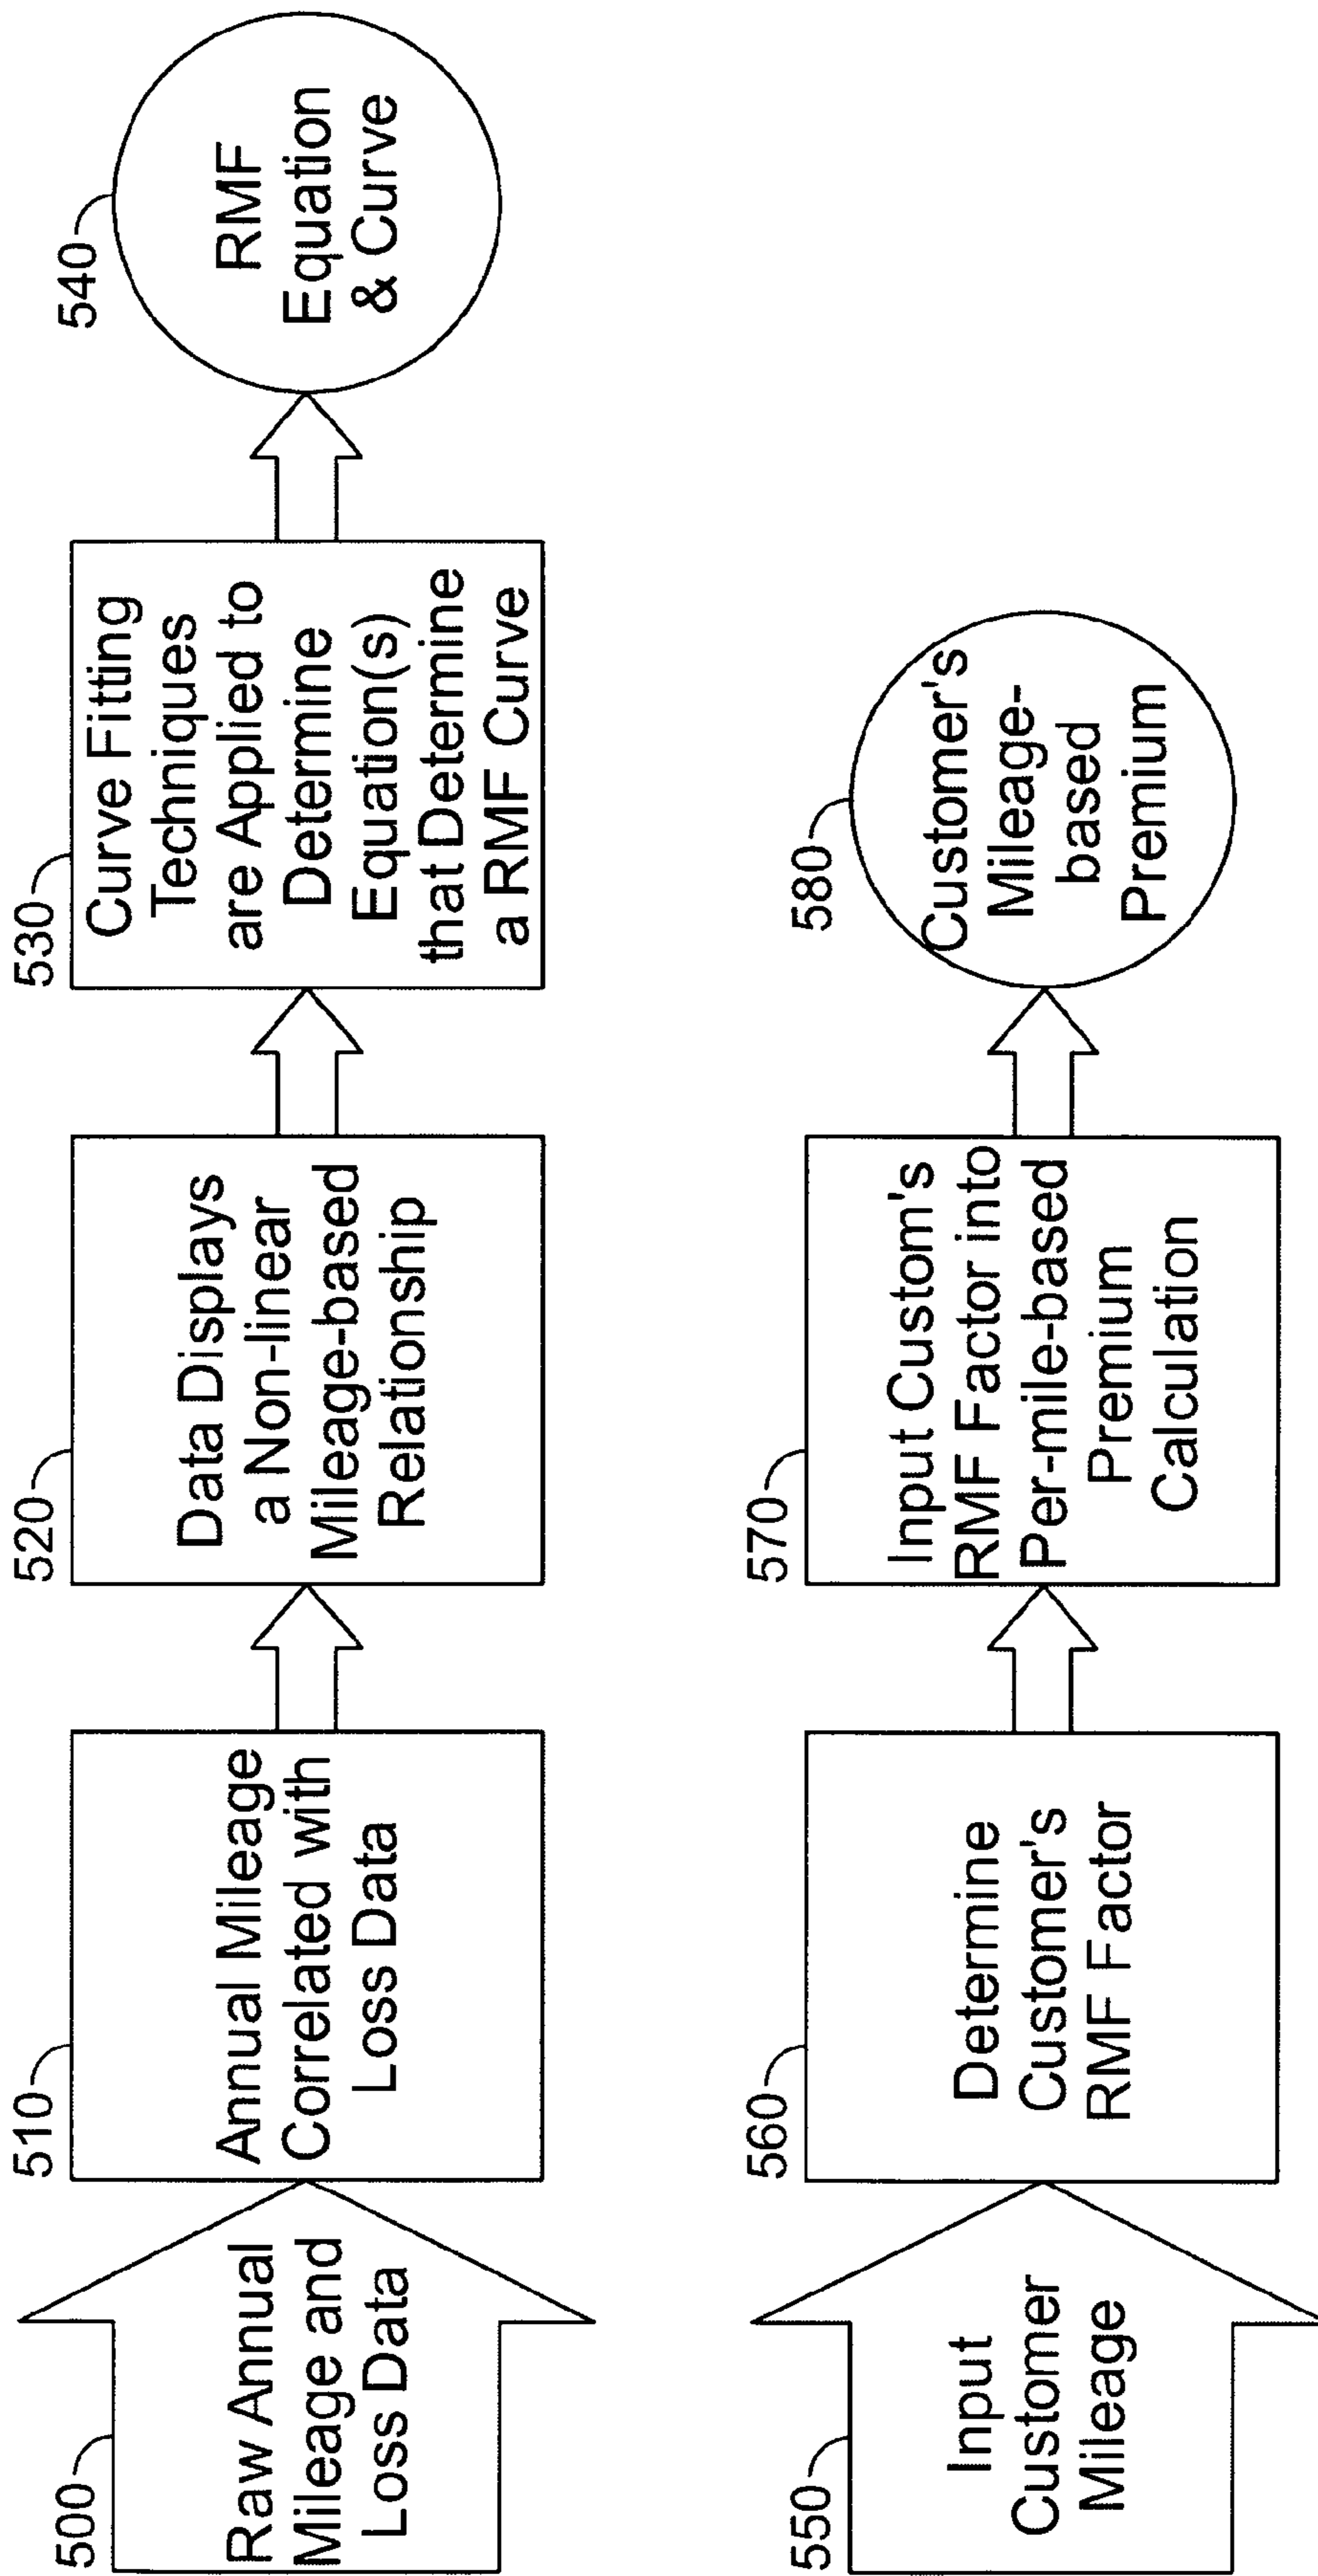 500
Raw Annual
Mileage and
Loss Data
510
Annual Mileage
Correlated with
Loss Data
520
Data Displays
a Non-linear
Mileage-based
Relationship
530
Curve Fitting
Techniques
are Applied to
Determine
Equation(s)
that Determine
a RMF Curve
540
RMF
Equation
& Curve
550
Input
Customer
Mileage
560
Determine
Customer's
RMF Factor
570
Input Custom's
RMF Factor into
Per-mile-based
Premium
Calculation
580
Customer's
Mileage-
based
Premium